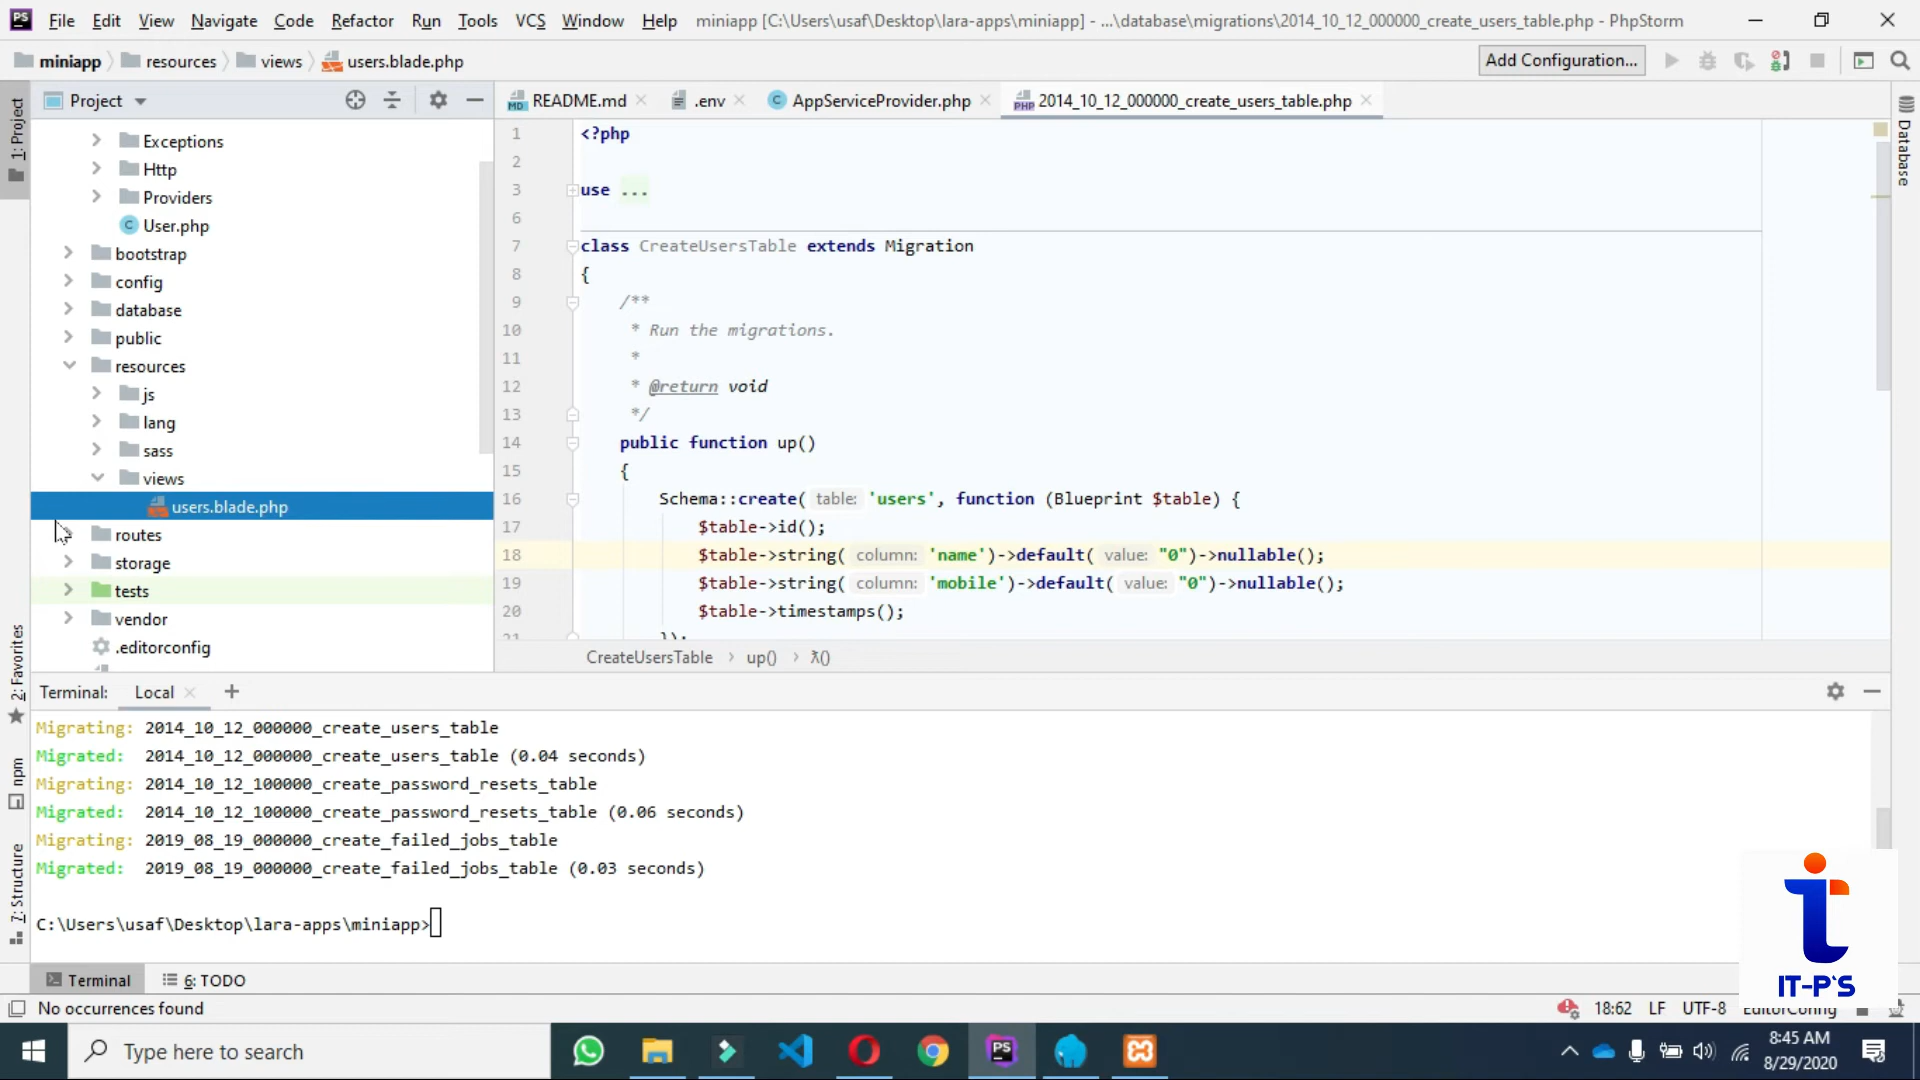 PS File Edit View Navigate Code Refactor Run Tools VCS Window Help miniapp [C:\Users\usaf\Desktop\lara-apps\miniapp] - ...\database\migrations\2014_10_12_000000_create_users_table.php - PhpStorm
miniapp resources views users.blade.php Add Configuration...
Project README.md .env AppServiceProvider.php 2014_10_12_000000_create_users_table.php
1: Project
Database
Exceptions
Http
Providers
User.php
bootstrap
config
database
public
resources
js
lang
sass
views
users.blade.php
routes
storage
tests
vendor
.editorconfig
1 <?php
2
3 use ...
6
7 class CreateUsersTable extends Migration
8 {
9 /**
10 * Run the migrations.
11 *
12 * @return void
13 */
14 public function up()
15 {
16 Schema::create( table: 'users', function (Blueprint $table) {
17 $table->id();
18 $table->string( column: 'name')->default( value: "0")->nullable();
19 $table->string( column: 'mobile')->default( value: "0")->nullable();
20 $table->timestamps();
21 });
CreateUsersTable › up() › λ()
2: Favorites
npm
7: Structure
Terminal: Local +
Migrating: 2014_10_12_000000_create_users_table
Migrated: 2014_10_12_000000_create_users_table (0.04 seconds)
Migrating: 2014_10_12_100000_create_password_resets_table
Migrated: 2014_10_12_100000_create_password_resets_table (0.06 seconds)
Migrating: 2019_08_19_000000_create_failed_jobs_table
Migrated: 2019_08_19_000000_create_failed_jobs_table (0.03 seconds)
C:\Users\usaf\Desktop\lara-apps\miniapp>
IT-P'S
Terminal 6: TODO
No occurrences found 18:62 LF UTF-8 EditorConfig
Type here to search
8:45 AM
8/29/2020